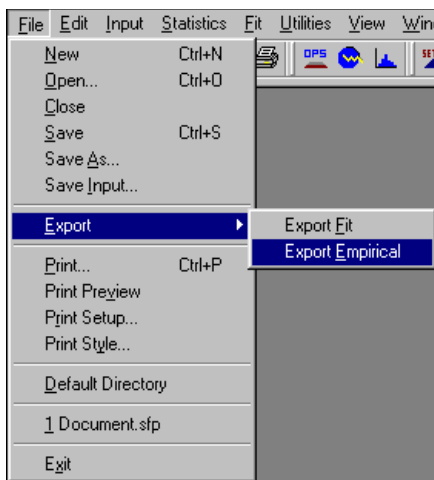 File Edit Input Statistics Fit Utilities View
New Ctrl+N
OPS
Open... Ctrl+O
Close
Save Ctrl+S
Save As...
Save Input...
Export
Export Fit
Export Empirical
Print... Ctrl+P
Print Preview
Print Setup...
Print Style...
Default Directory
1 Document.sfp
Exit